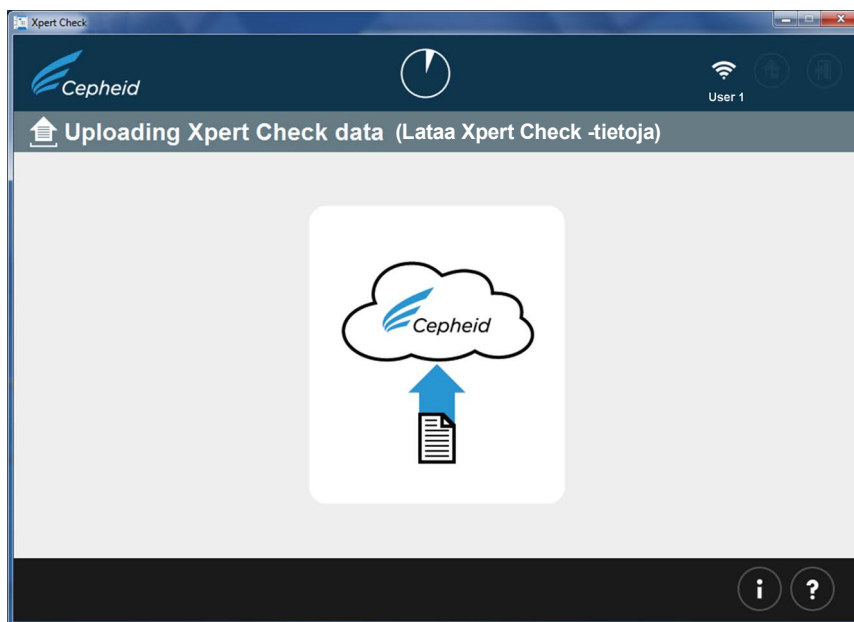 Xpert Check
Cepheid
User 1
Uploading Xpert Check data (Lataa Xpert Check -tietoja)
Cepheid
i ?